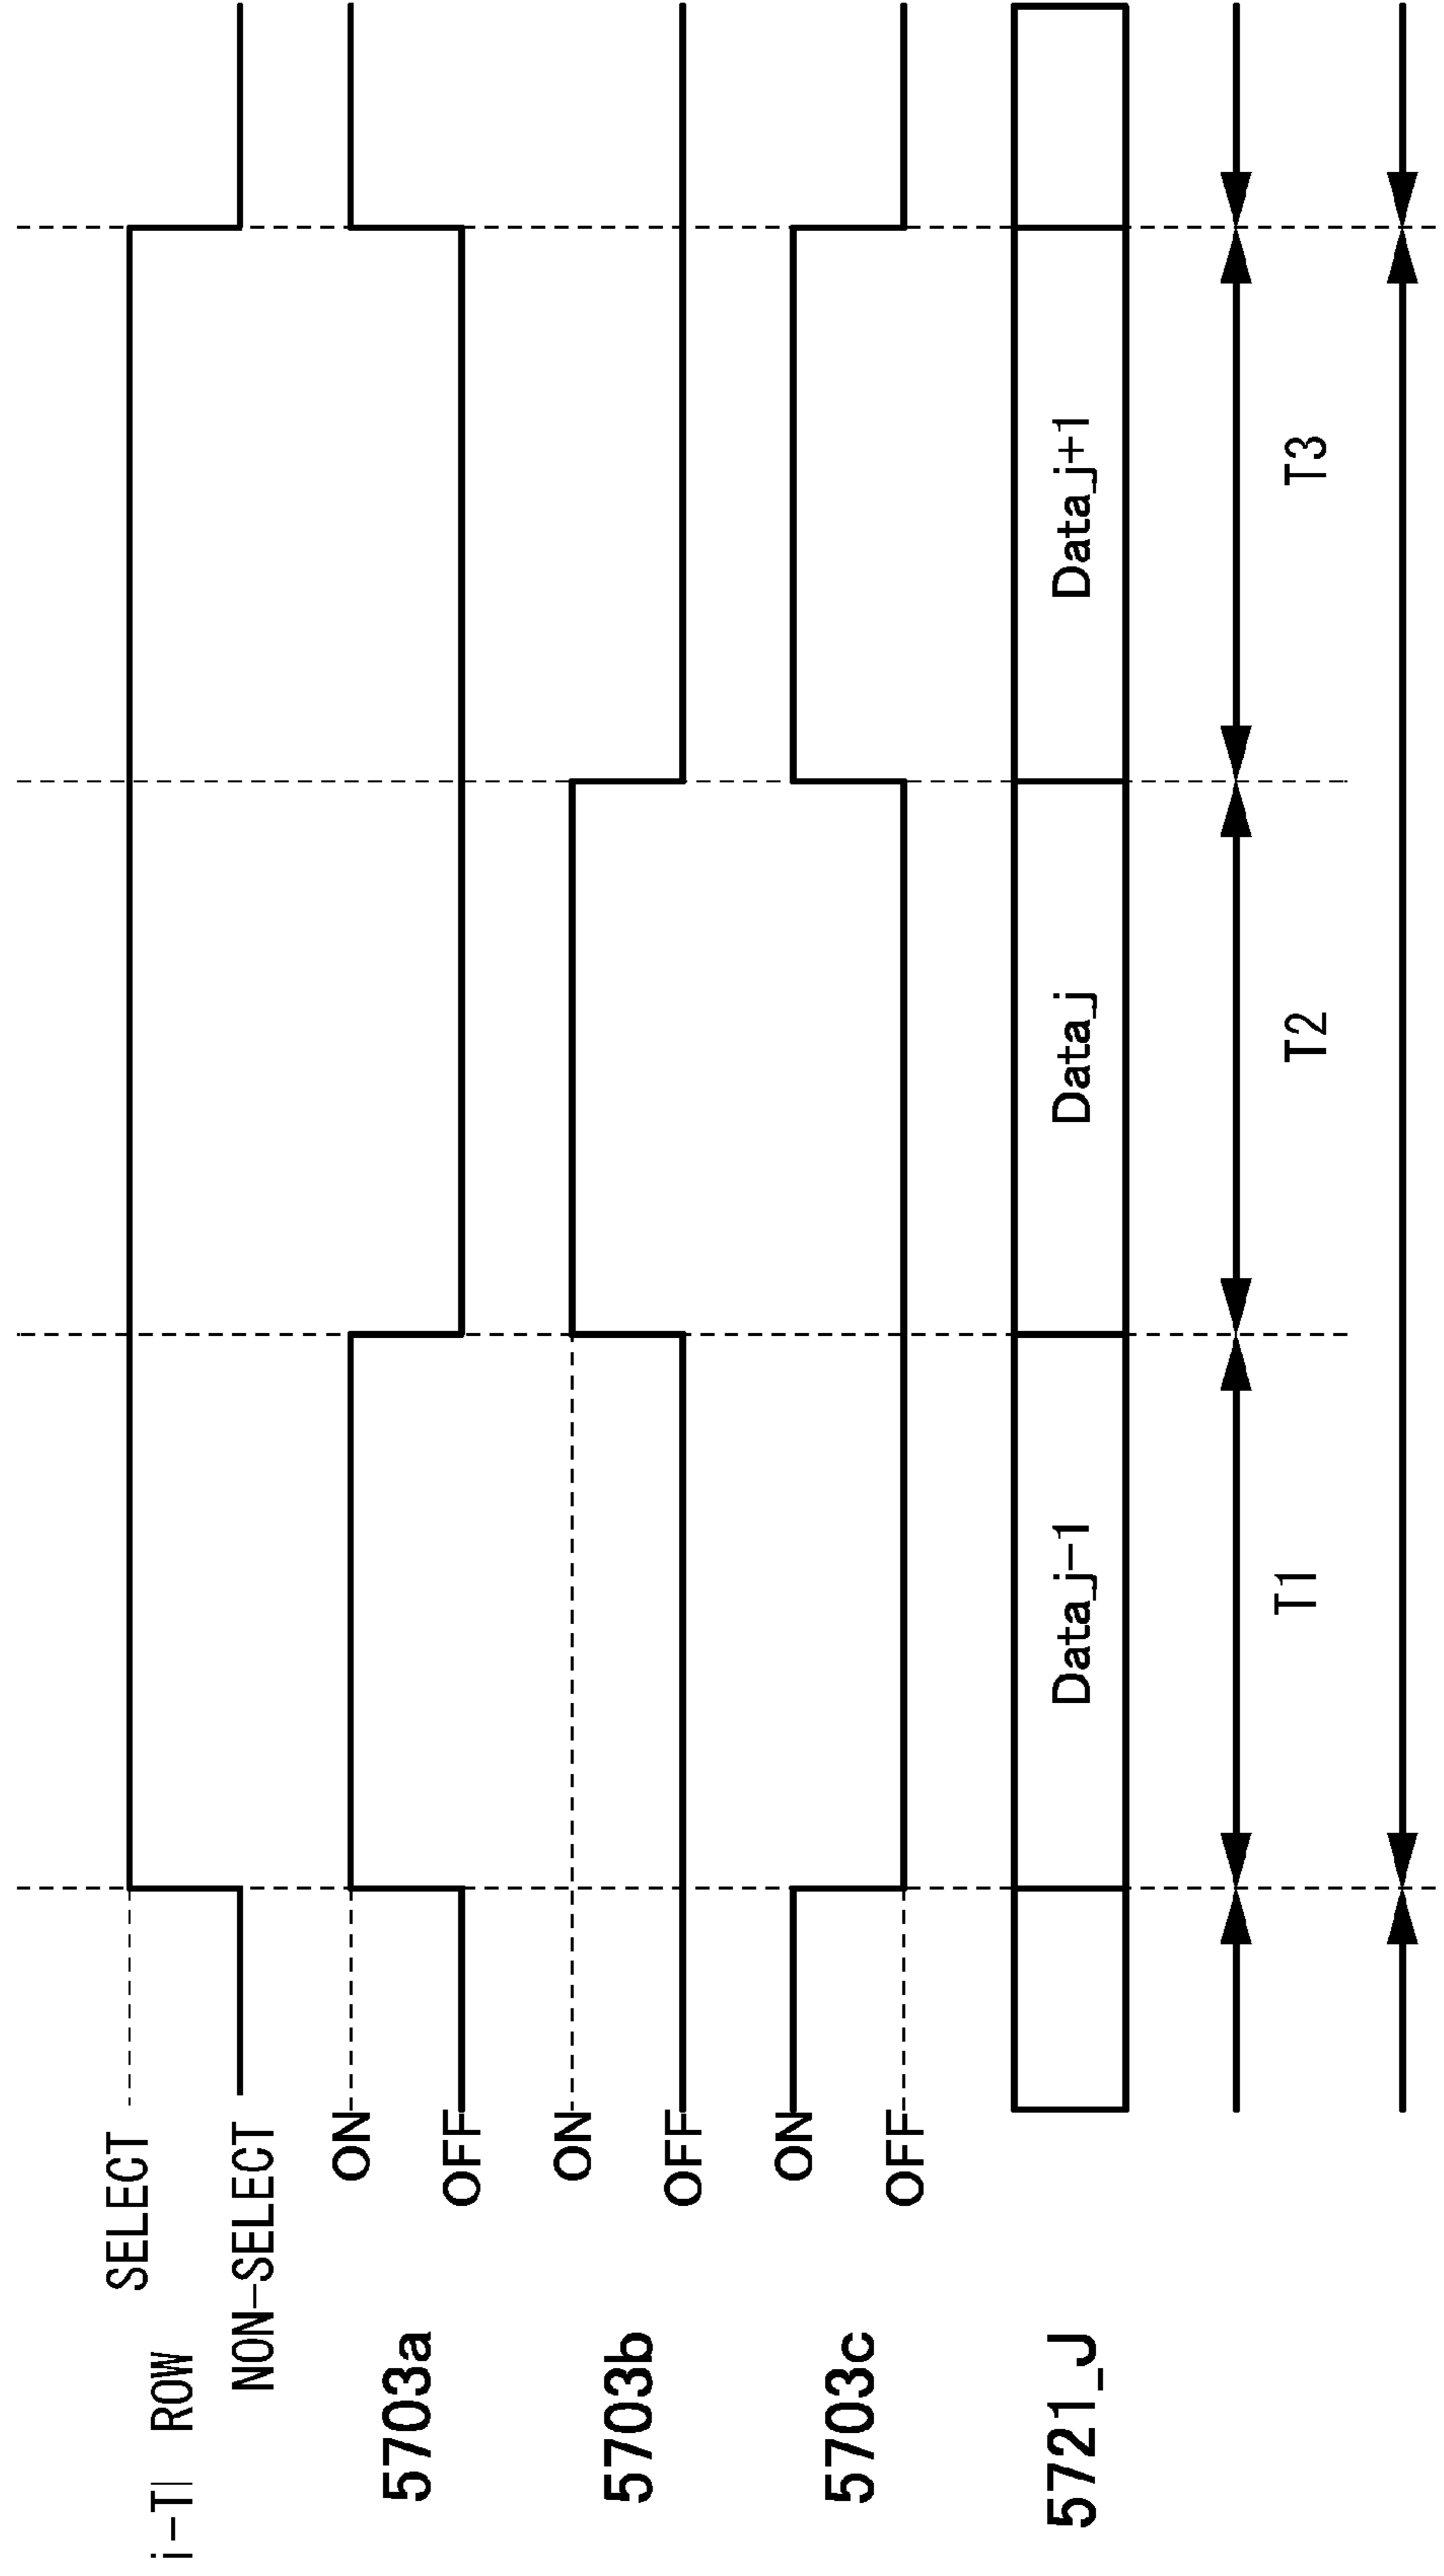 SELECT
i-T ROW
NON-SELECT
ON
5703a
OFF
ON
5703b
OFF
ON
5703c
OFF
5721_J
Data_j-1
Data_j
Data_j+1
T1
T2
T3